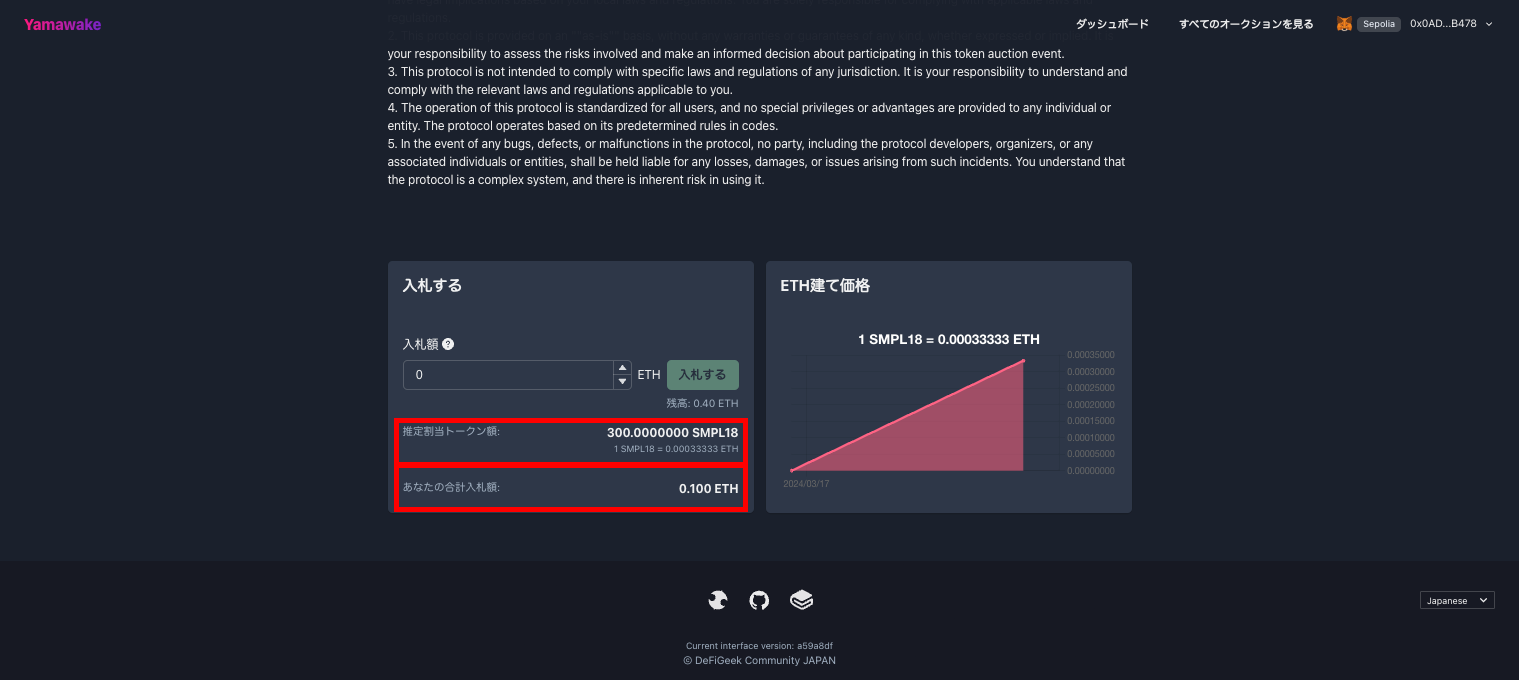 Yamawake
ダッシュボード
すべてのオークションを見る
Sepolia
0x0AD...B478
your responsibility to assess the risks involved and make an informed decision about participating in this token auction event.
3. This protocol is not intended to comply with specific laws and regulations of any jurisdiction. It is your responsibility to understand and
comply with the relevant laws and regulations applicable to you.
4. The operation of this protocol is standardized for all users, and no special privileges or advantages are provided to any individual or
entity. The protocol operates based on its predetermined rules in codes.
5. In the event of any bugs, defects, or malfunctions in the protocol, no party, including the protocol developers, organizers, or any
associated individuals or entities, shall be held liable for any losses, damages, or issues arising from such incidents. You understand that
the protocol is a complex system, and there is inherent risk in using it.
入札する
入札額 ?
0
ETH
入札する
残高: 0.40 ETH
推定割当トークン額:
300.0000000 SMPL18
1 SMPL18 = 0.00033333 ETH
あなたの合計入札額:
0.100 ETH
ETH建て価格
1 SMPL18 = 0.00033333 ETH
0.00035000
0.00030000
0.00025000
0.00020000
0.00015000
0.00010000
0.00005000
0.00000000
2024/03/17
Japanese
Current interface version: a59a8df
© DeFiGeek Community JAPAN